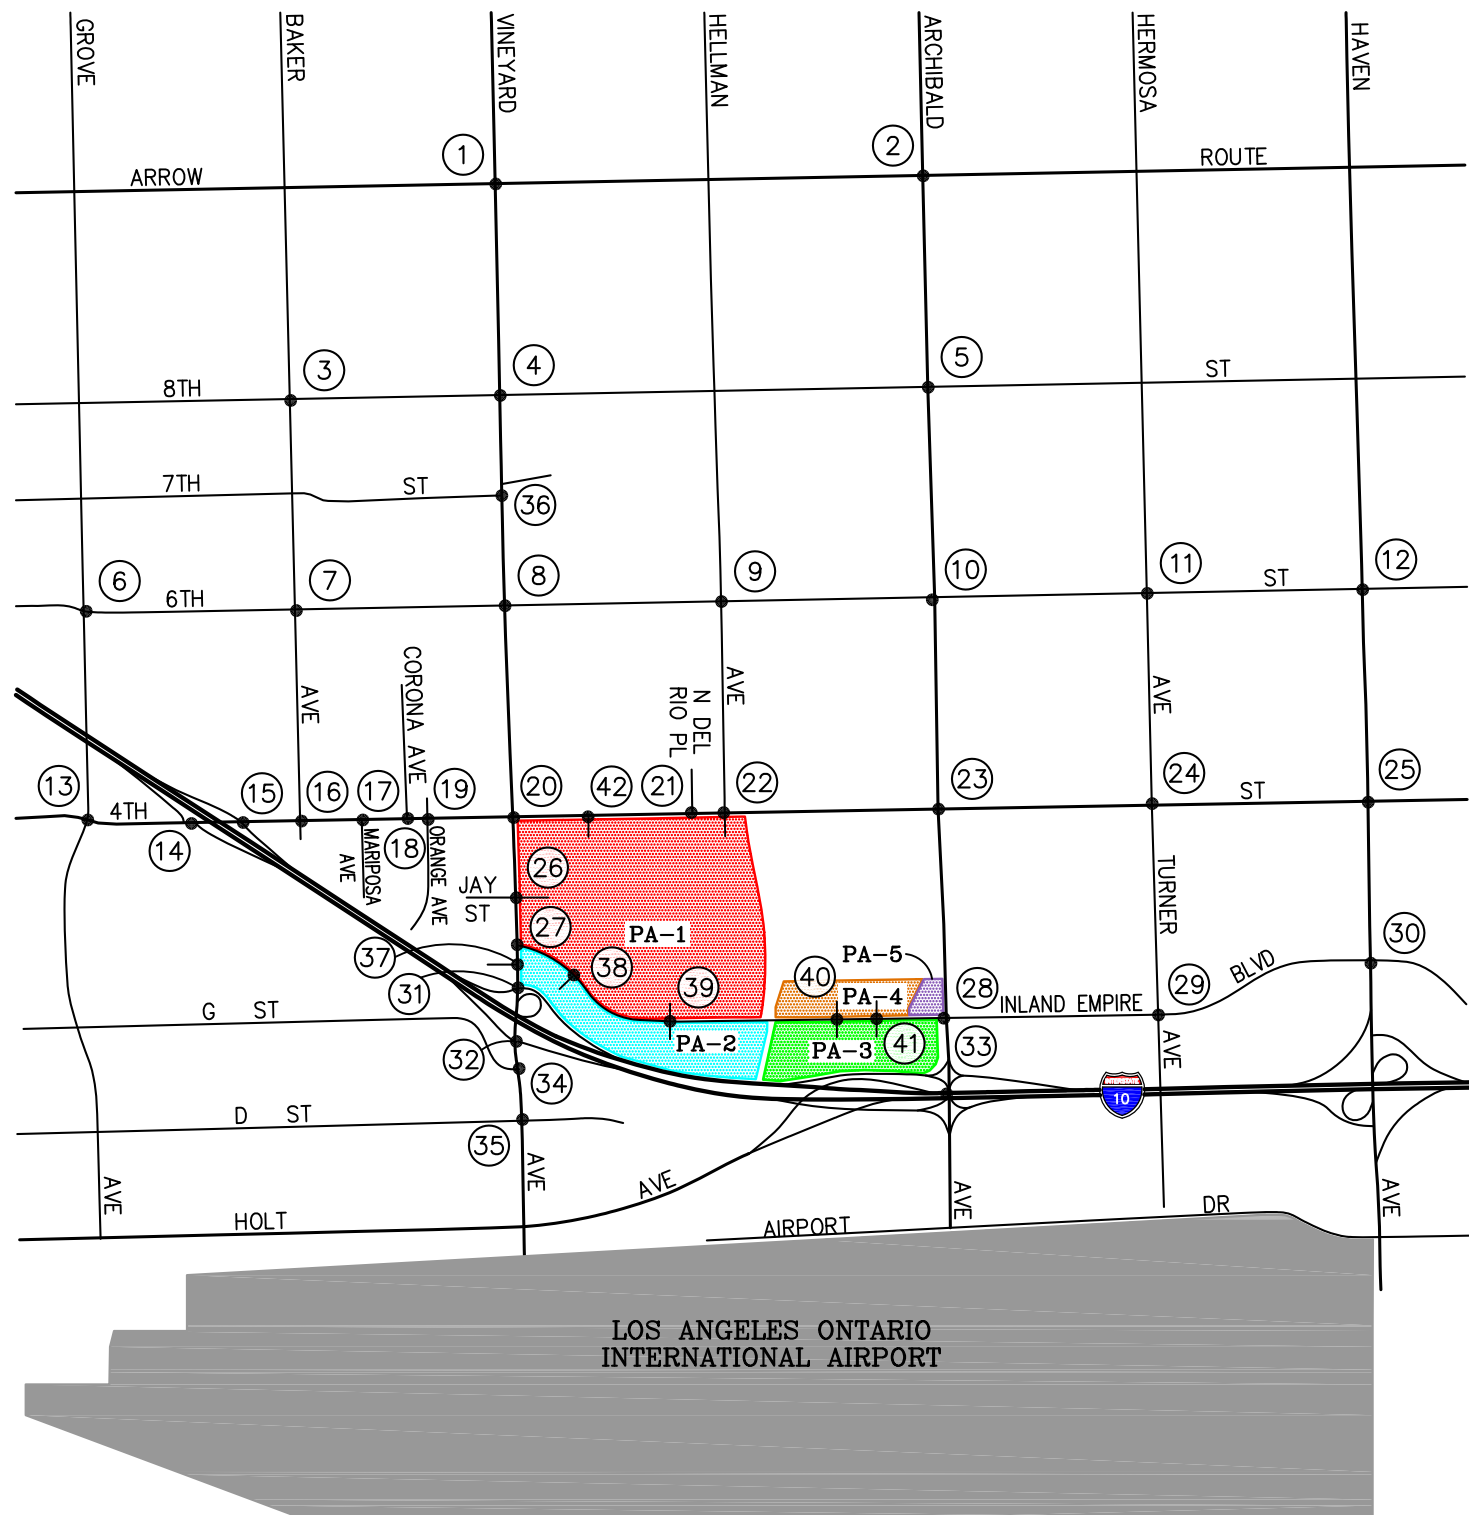 GROVE
BAKER
VINEYARD
HELLMAN
ARCHIBALD
HERMOSA
HAVEN
1
2
ARROW
ROUTE
3
4
5
8TH
ST
7TH
ST
36
6
7
8
9
10
11
12
6TH
ST
AVE
CORONA AVE
N DEL
RIO PL
AVE
AVE
13
14
15
16
17
18
19
20
42
21
22
23
24
25
4TH
ST
MARIPOSA
AVE
ORANGE AVE
JAY
ST
26
27
TURNER
PA-1
37
31
38
39
40
PA-5
PA-4
28
INLAND EMPIRE
29
BLVD
30
G ST
PA-2
PA-3
41
33
32
34
AVE
INTERSTATE
10
D ST
35
AVE
AVE
AVE
AVE
AVE
HOLT
AIRPORT
DR
LOS ANGELES ONTARIO
INTERNATIONAL AIRPORT